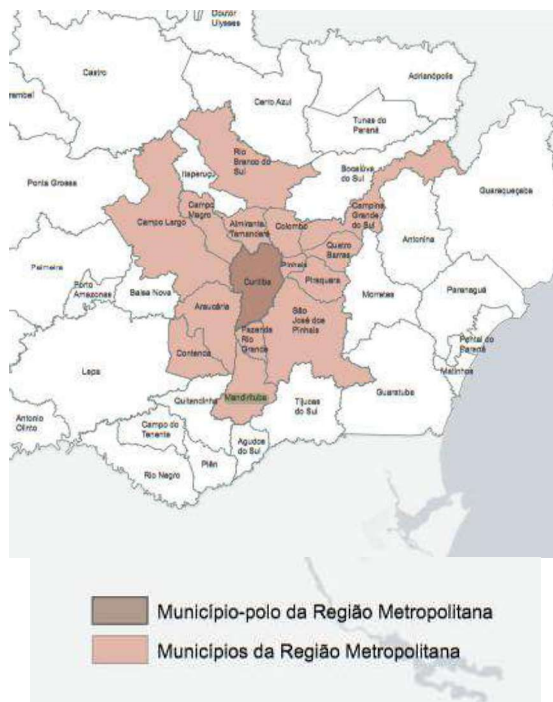 Doutor
Ulysses
Castro
Adrianópolis
Cerro Azul
Tunas do
Paraná
Rio
Branco do
Sul
Itaperuçu
Bocaiúva
do Sul
Ponta Grossa
Guaraqueçaba
Campo
Magro
Campina
Grande
do Sul
Campo Largo
Almirante
Tamandaré
Colombo
Quatro
Barras
Antonina
Palmeira
Pinhais
Piraquara
Curitiba
Porto
Amazonas
Balsa Nova
Morretes
Paranaguá
Araucária
São
José dos
Pinhais
Fazenda
Rio
Grande
Pontal do
Paraná
Contenda
Matinhos
Lapa
Quitandinha
Mandirituba
Tijucas
do Sul
Guaratuba
Antonio
Olinto
Campo do
Tenente
Agudos
do Sul
Piên
Rio Negro
Município-polo da Região Metropolitana
Municípios da Região Metropolitana